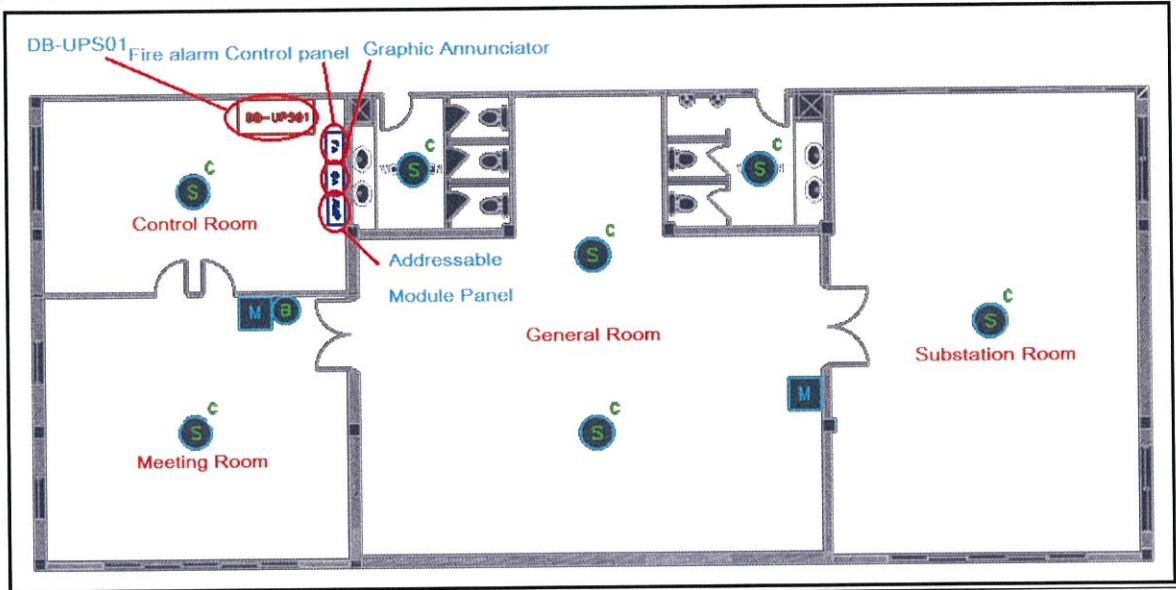 DB-UPS01
Fire alarm Control panel
Graphic Annunciator
DB-UPS01
FA
C
C
C
S
S
S
Control Room
C
S
Addressable
Module Panel
C
S
M
B
General Room
Substation Room
M
C
C
S
S
Meeting Room